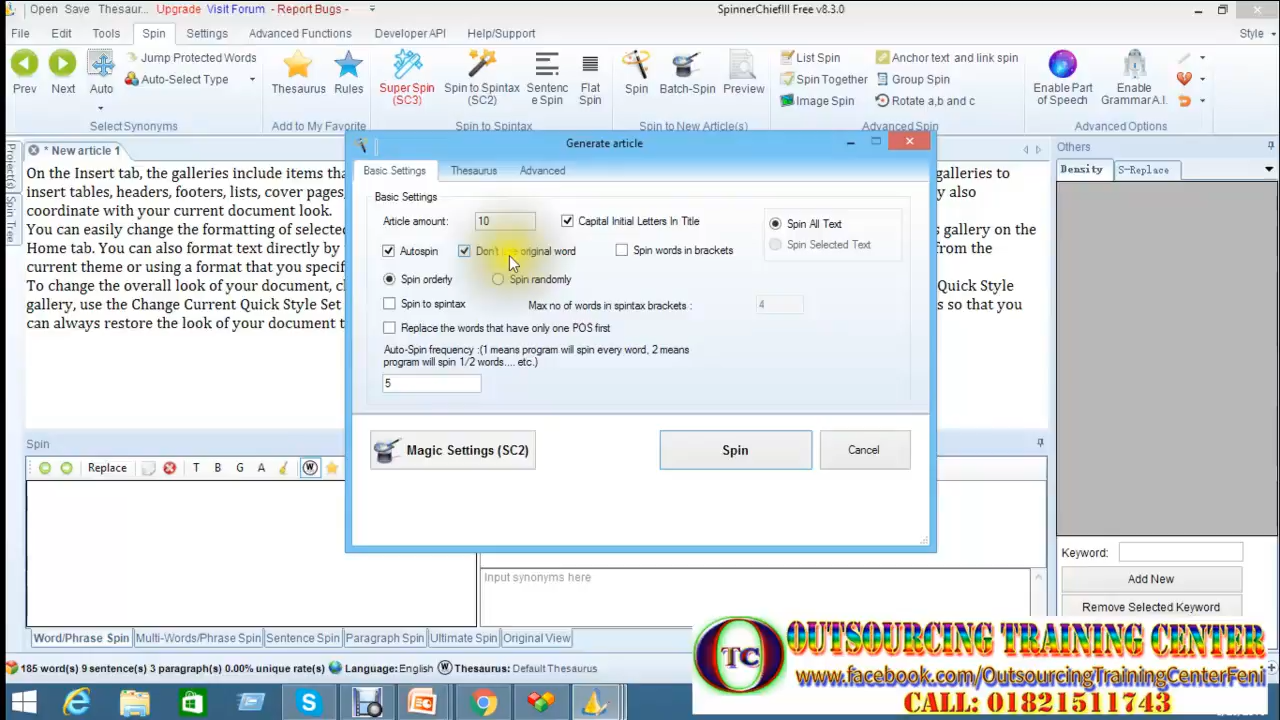 Open Save Thesaur... Upgrade Visit Forum - Report Bugs -
SpinnerChiefIII Free v8.3.0
File Edit Tools Spin Settings Advanced Functions Developer API Help/Support
Style
Prev Next Auto
Jump Protected Words
Auto-Select Type
Select Synonyms
Thesaurus Rules
Add to My Favorite
Super Spin (SC3)
Spin to Spintax (SC2)
Sentenc e Spin
Flat Spin
Spin to Spintax
Spin Batch-Spin Preview
Spin to New Article(s)
List Spin
Spin Together
Image Spin
Anchor text and link spin
Group Spin
Rotate a,b and c
Advanced Spin
Enable Part of Speech
Enable GrammarA.I.
Advanced Options
Project(s)
Spin Tree
* New article 1
On the Insert tab, the galleries include items tha
galleries to
insert tables, headers, footers, lists, cover pages,
also
coordinate with your current document look.
You can easily change the formatting of selected
s gallery on the
Home tab. You can also format text directly by
from the
current theme or using a format that you specif
To change the overall look of your document, c
Quick Style
gallery, use the Change Current Quick Style Set
s so that you
can always restore the look of your document t
Generate article
Basic Settings Thesaurus Advanced
Basic Settings
Article amount: 10
Capital Initial Letters In Title
Autospin
Don't original word
Spin words in brackets
Spin All Text
Spin Selected Text
Spin orderly
Spin randomly
Spin to spintax
Max no of words in spintax brackets : 4
Replace the words that have only one POS first
Auto-Spin frequency :(1 means program will spin every word, 2 means
program will spin 1/2 words.... etc.)
5
Magic Settings (SC2)
Spin
Cancel
Others
Density S-Replace
Keyword:
Add New
Remove Selected Keyword
Spin
Replace T B G A W
Input synonyms here
Word/Phrase Spin Multi-Words/Phrase Spin Sentence Spin Paragraph Spin Ultimate Spin Original View
185 word(s) 9 sentence(s) 3 paragraph(s) 0.00% unique rate(s) Language:English Thesaurus: Default Thesaurus
O
TC
OUTSOURCING TRAINING CENTER
www.facebook.com/OutsourcingTrainingCenterFeni
CALL: 01821511743